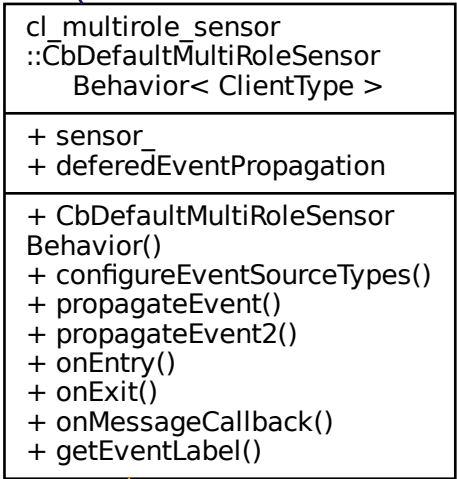 cl_multirole_sensor
::CbDefaultMultiRoleSensor
Behavior< ClientType >
+ sensor_
+ deferedEventPropagation
+ CbDefaultMultiRoleSensor
Behavior()
+ configureEventSourceTypes()
+ propagateEvent()
+ propagateEvent2()
+ onEntry()
+ onExit()
+ onMessageCallback()
+ getEventLabel()